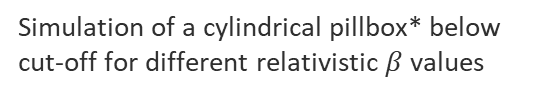 Simulation of a cylindrical pillbox* below
cut-off for different relativistic β values